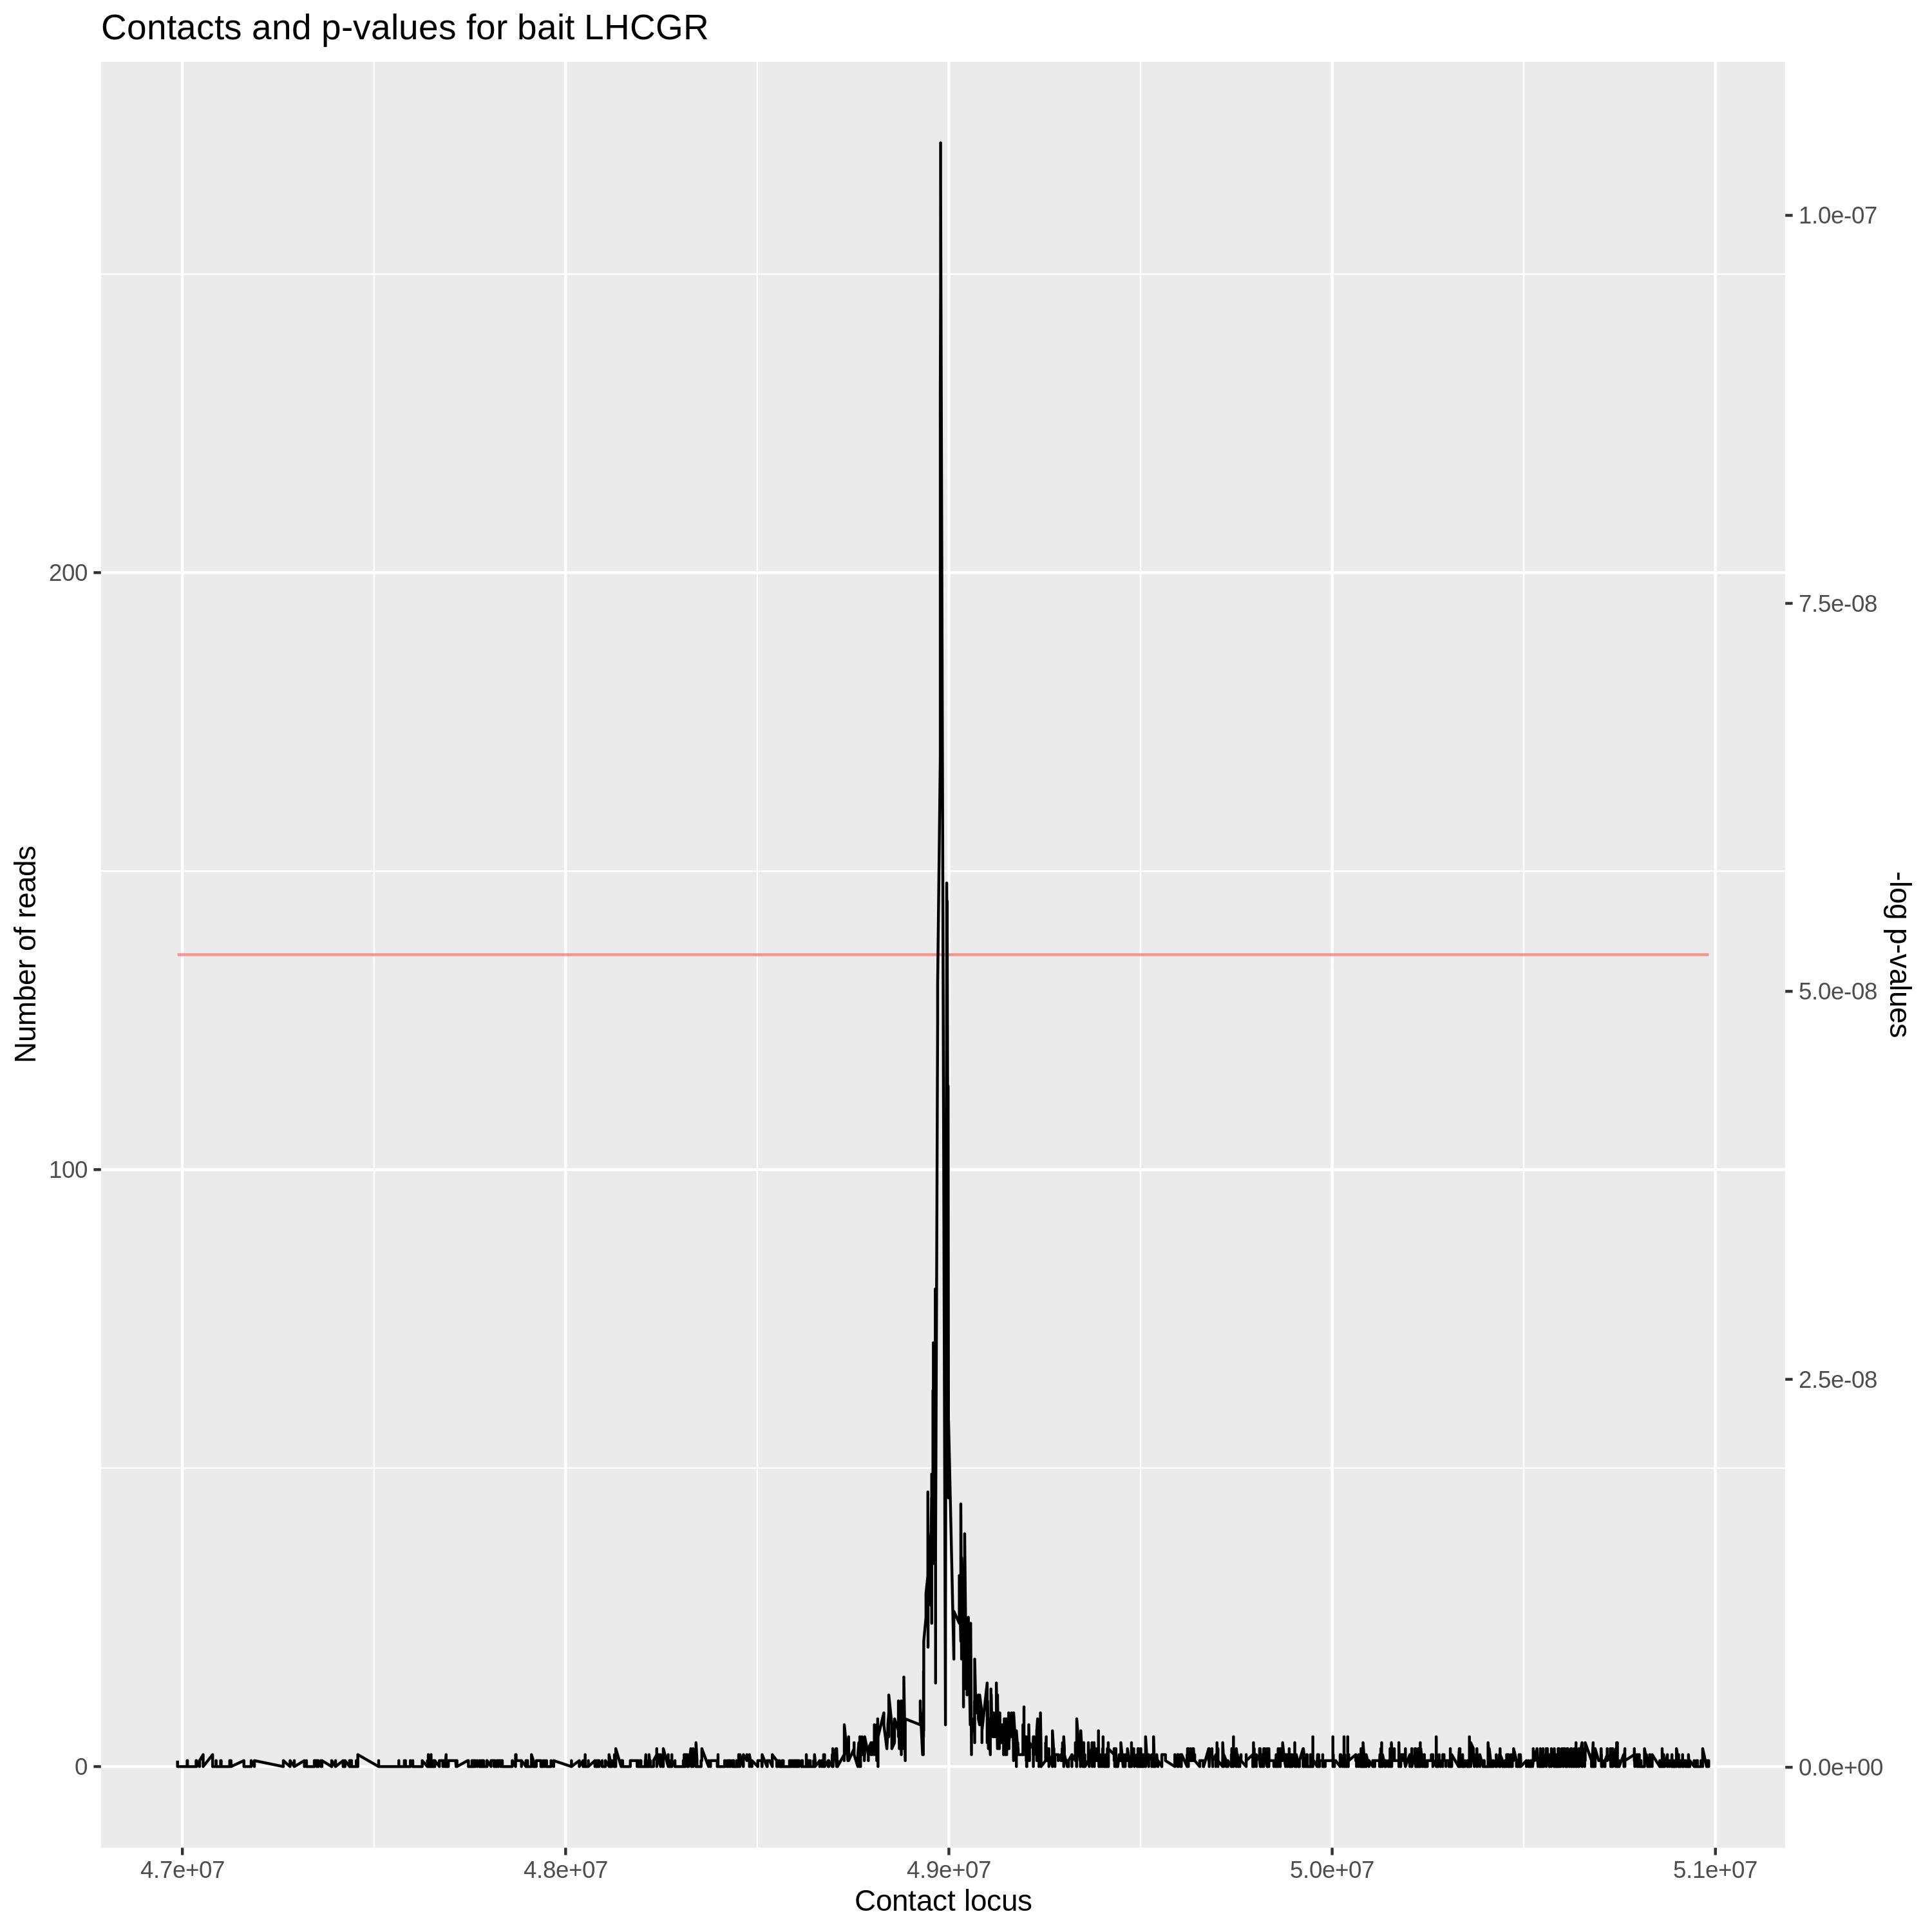 Contacts and p-values for bait LHCGR
Number of reads
200
100
0
1.0e-07
7.5e-08
5.0e-08
2.5e-08
0.0e+00
-log p-values
4.7e+07
4.8e+07
4.9e+07
5.0e+07
5.1e+07
Contact locus